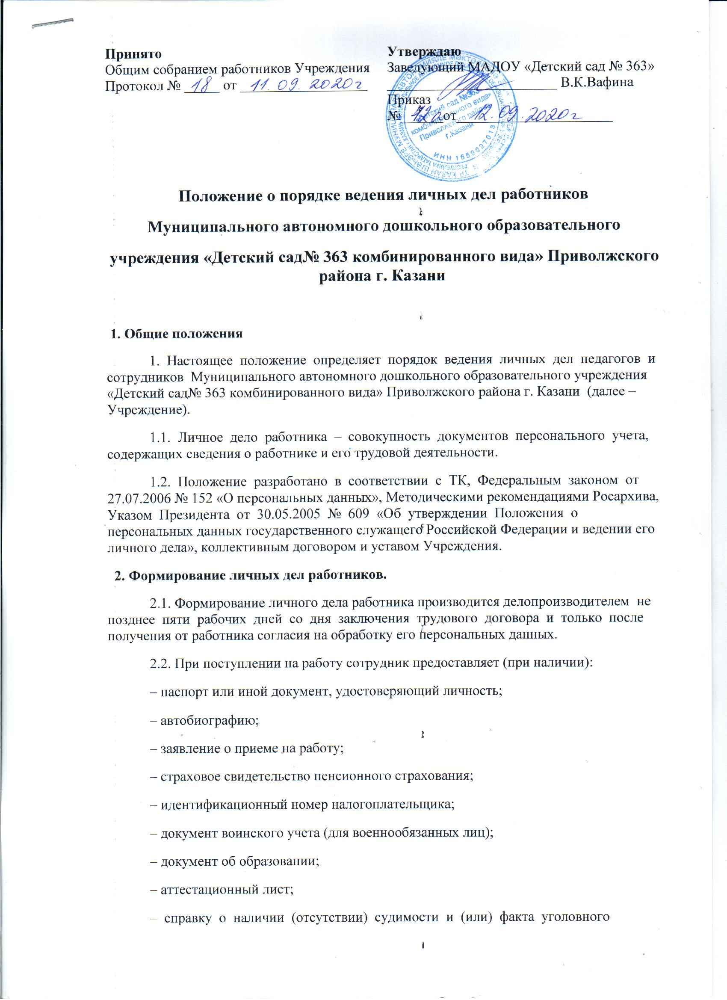 Принято
Общим собранием работников Учреждения
Протокол № 18 от 11.09.2020г
Утверждаю
Заведующий МАДОУ «Детский сад № 363»
В.К.Вафина
Приказ
№ от 12.09.2020г
Детский сад №363
комбинированного вида»
Приволжского района
г.Казани
ИНН 1659027013
Положение о порядке ведения личных дел работников
Муниципального автономного дошкольного образовательного
учреждения «Детский сад№ 363 комбинированного вида» Приволжского
района г. Казани
1. Общие положения
1. Настоящее положение определяет порядок ведения личных дел педагогов и
сотрудников Муниципального автономного дошкольного образовательного учреждения
«Детский сад№ 363 комбинированного вида» Приволжского района г. Казани (далее –
Учреждение).
1.1. Личное дело работника – совокупность документов персонального учета,
содержащих сведения о работнике и его трудовой деятельности.
1.2. Положение разработано в соответствии с ТК, Федеральным законом от
27.07.2006 № 152 «О персональных данных», Методическими рекомендациями Росархива,
Указом Президента от 30.05.2005 № 609 «Об утверждении Положения о
персональных данных государственного служащего Российской Федерации и ведении его
личного дела», коллективным договором и уставом Учреждения.
2. Формирование личных дел работников.
2.1. Формирование личного дела работника производится делопроизводителем не
позднее пяти рабочих дней со дня заключения трудового договора и только после
получения от работника согласия на обработку его персональных данных.
2.2. При поступлении на работу сотрудник предоставляет (при наличии):
– паспорт или иной документ, удостоверяющий личность;
– автобиографию;
– заявление о приеме на работу;
– страховое свидетельство пенсионного страхования;
– идентификационный номер налогоплательщика;
– документ воинского учета (для военнообязанных лиц);
– документ об образовании;
– аттестационный лист;
– справку о наличии (отсутствии) судимости и (или) факта уголовного